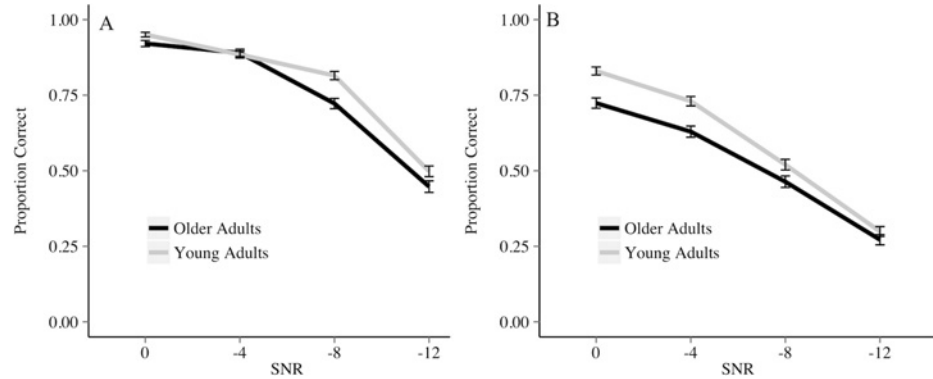 A
1.00
0.75
0.50
0.25
0.00
Proportion Correct
Older Adults
Young Adults
0 -4 -8 -12
SNR
B
1.00
0.75
0.50
0.25
0.00
Proportion Correct
Older Adults
Young Adults
0 -4 -8 -12
SNR